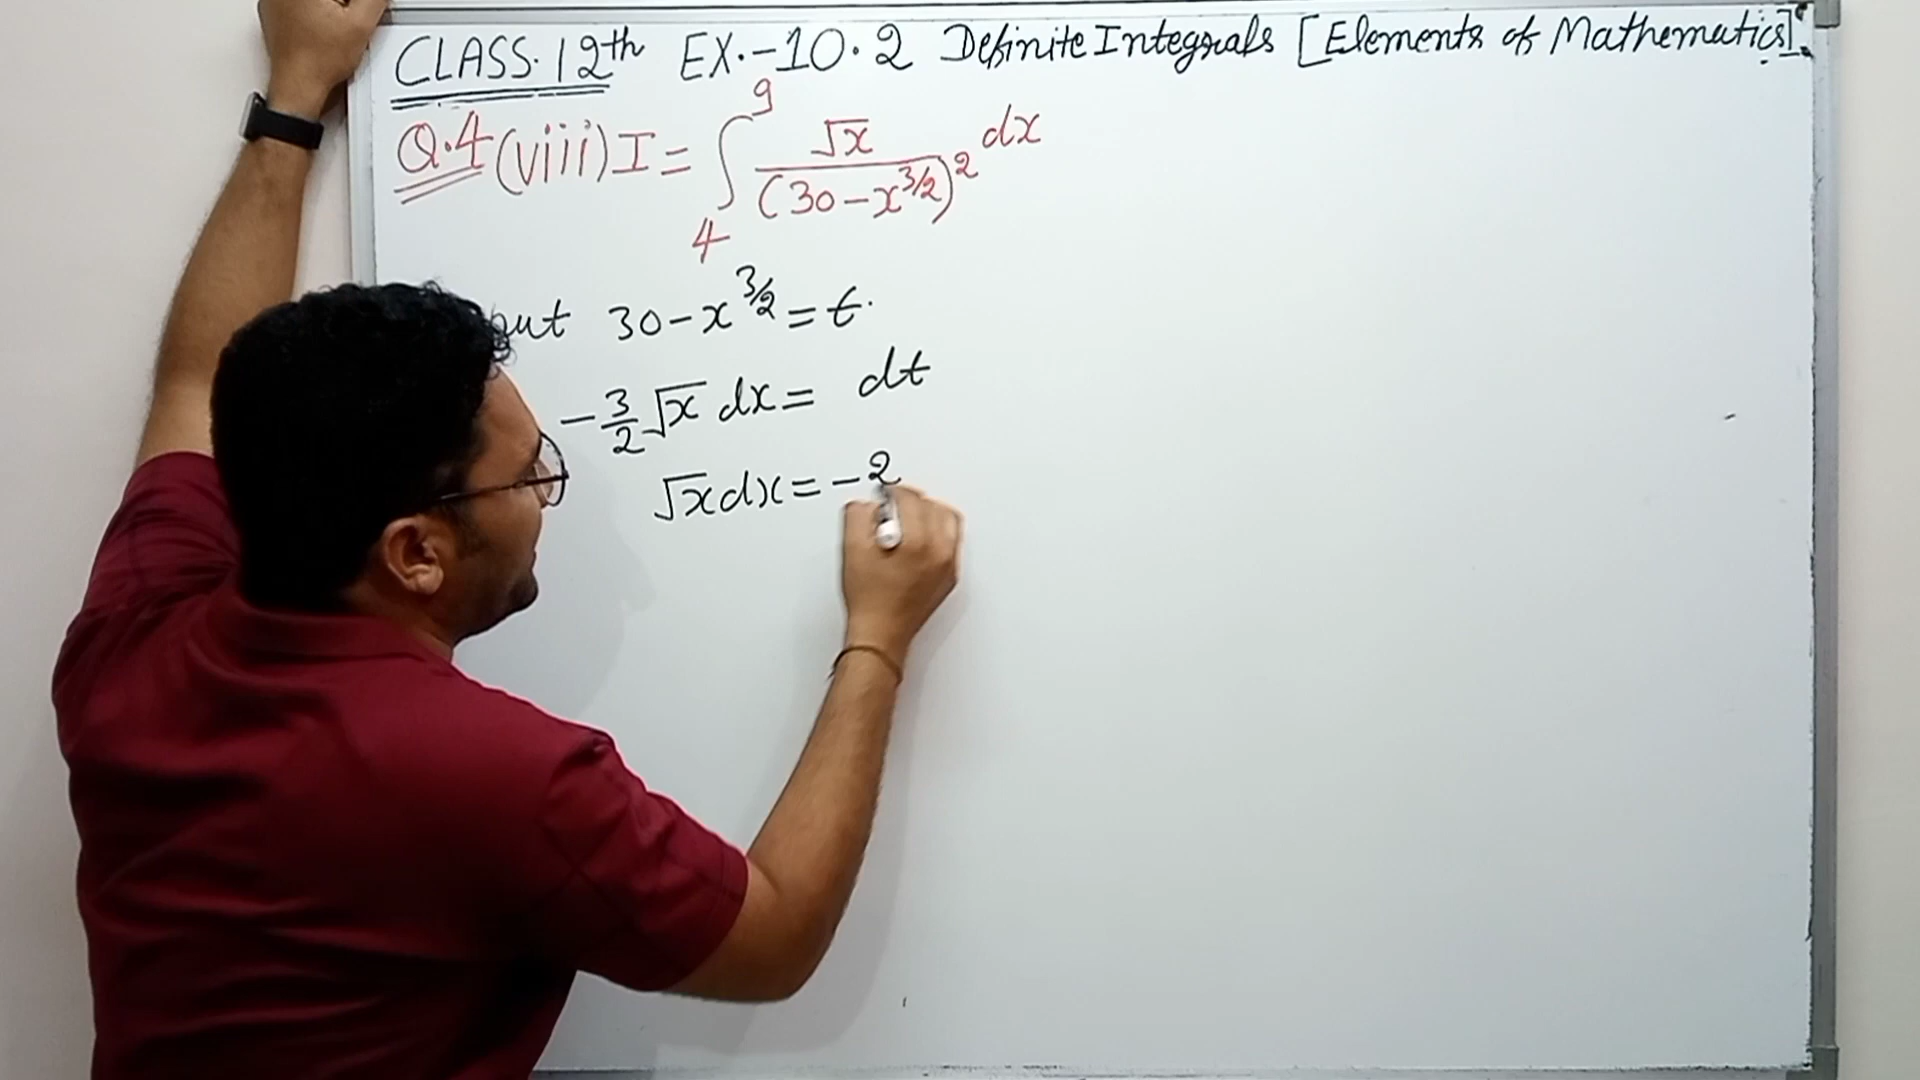 CLASS. 12th EX.-10.2 Definite Integrals [Elements of Mathematics]
Q.4 (viii) I = ∫₄⁹ √x / (30 - x^3/2)^2 dx
put 30 - x^3/2 = t.
-3/2 √x dx = dt
√x dx = -2